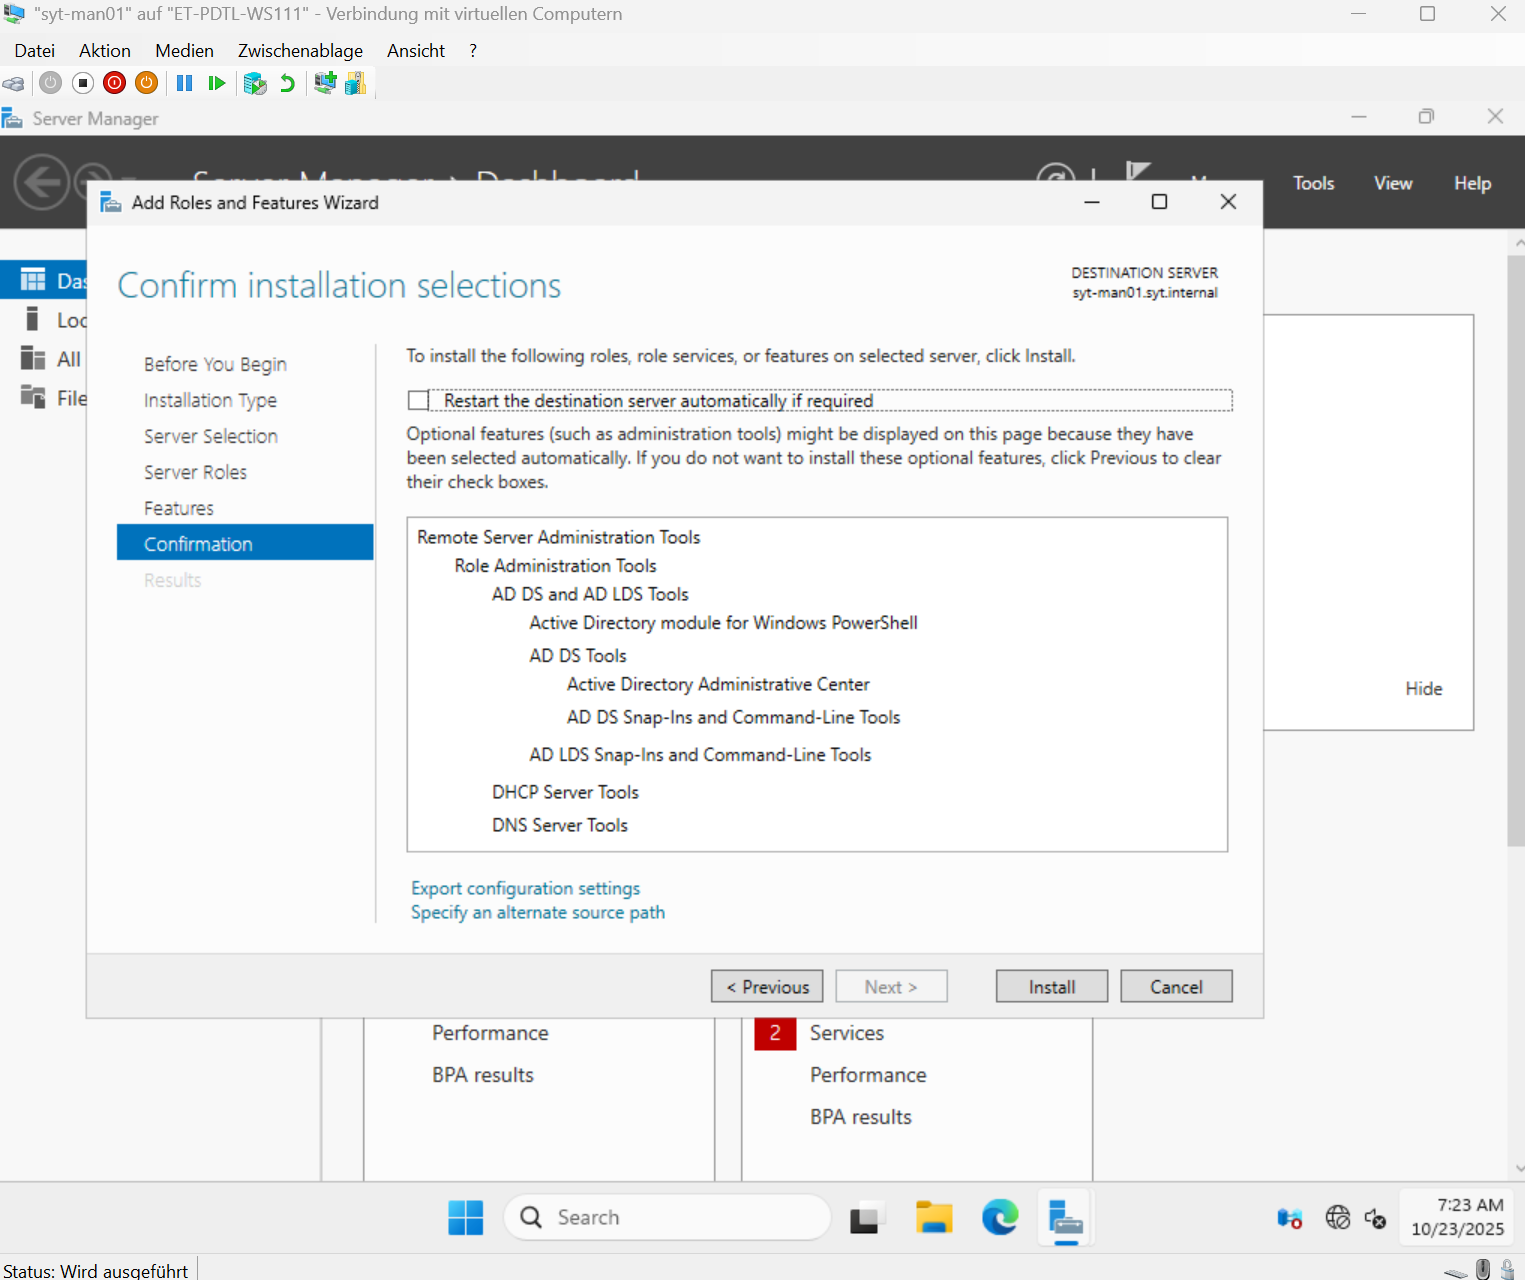 "syt-man01" auf "ET-PDTL-WS111" - Verbindung mit virtuellen Computern
Datei Aktion Medien Zwischenablage Ansicht ?
Server Manager
Server Manager › Dashboard
Tools View Help
Add Roles and Features Wizard
Confirm installation selections
DESTINATION SERVER
syt-man01.syt.internal
All
Before You Begin
Installation Type
Server Selection
Server Roles
Features
Confirmation
Results
To install the following roles, role services, or features on selected server, click Install.
Restart the destination server automatically if required
Optional features (such as administration tools) might be displayed on this page because they have
been selected automatically. If you do not want to install these optional features, click Previous to clear
their check boxes.
Remote Server Administration Tools
Role Administration Tools
AD DS and AD LDS Tools
Active Directory module for Windows PowerShell
AD DS Tools
Active Directory Administrative Center
AD DS Snap-Ins and Command-Line Tools
AD LDS Snap-Ins and Command-Line Tools
DHCP Server Tools
DNS Server Tools
Export configuration settings
Specify an alternate source path
< Previous Next > Install Cancel
Hide
Performance
BPA results
2 Services
Performance
BPA results
Search
7:23 AM
10/23/2025
Status: Wird ausgeführt